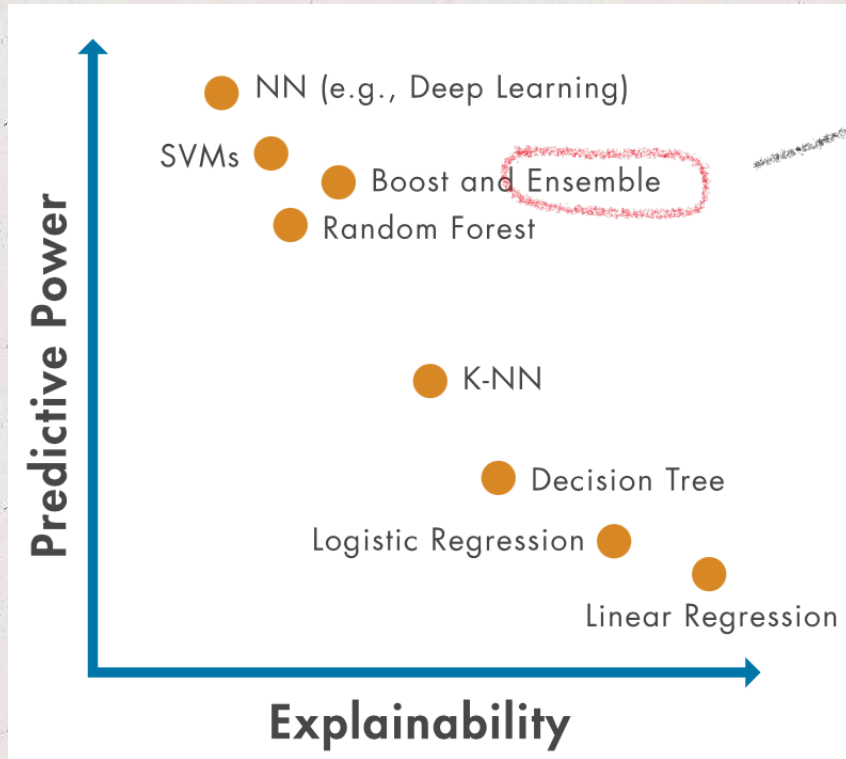 NN (e.g., Deep Learning)
SVMs
Boost and Ensemble
Random Forest
K-NN
Decision Tree
Logistic Regression
Linear Regression
Predictive Power
Explainability